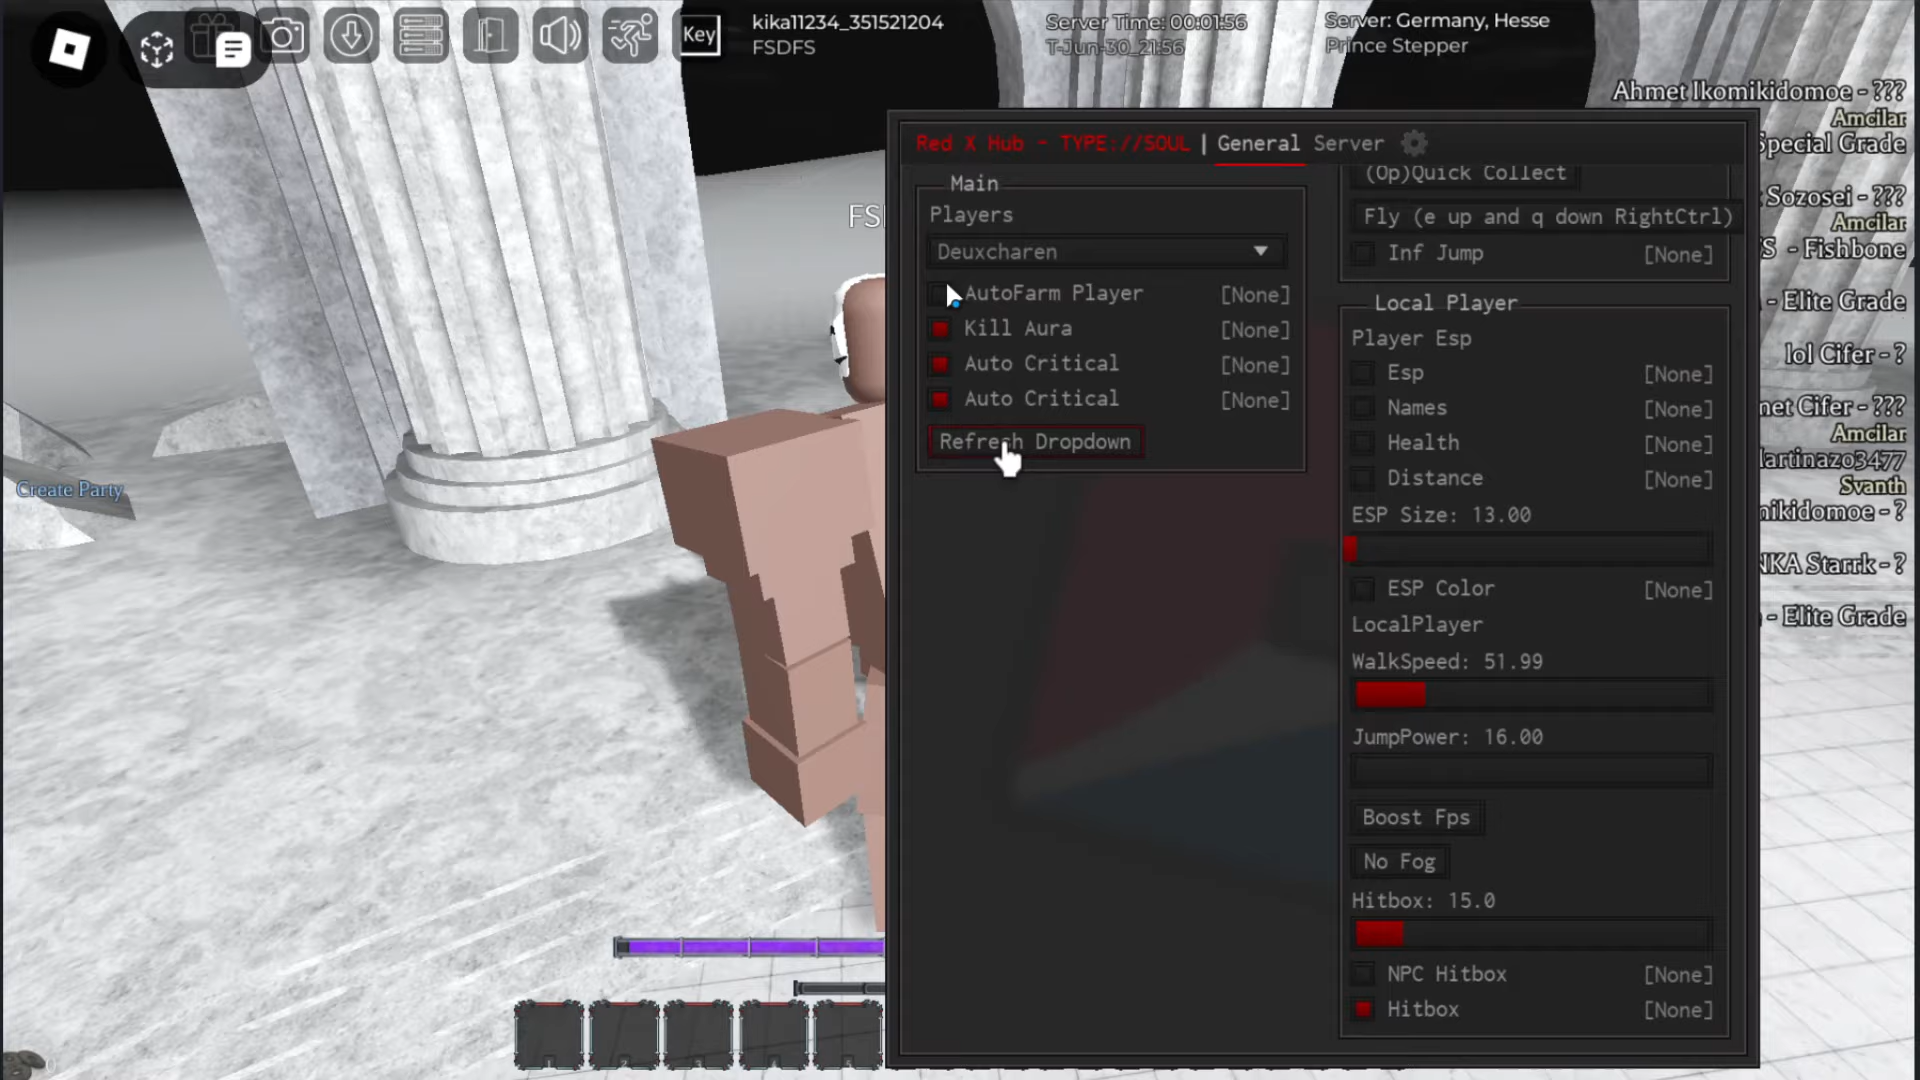 Key
kika11234_351521204
FSDFS
Server Time: 00:01:56
T-Jun-30_21:56
Server: Germany, Hesse
Prince Stepper
Ahmet Ikomikidomoe - ???
Amcilar
Special Grade
Sozosei - ???
Amcilar
- Fishbone
- Elite Grade
lol Cifer - ?
met Cifer - ???
Amcilar
artinazo3477
Svanth
nikidomoe - ?
NKA Starrk - ?
- Elite Grade
FS
Create Party
Red X Hub - TYPE://SOUL | General Server
Main
Players
Deuxcharen
AutoFarm Player [None]
Kill Aura [None]
Auto Critical [None]
Auto Critical [None]
Refresh Dropdown
(Op)Quick Collect
Fly (e up and q down RightCtrl)
Inf Jump [None]
Local Player
Player Esp
Esp [None]
Names [None]
Health [None]
Distance [None]
ESP Size: 13.00
ESP Color [None]
LocalPlayer
WalkSpeed: 51.99
JumpPower: 16.00
Boost Fps
No Fog
Hitbox: 15.0
NPC Hitbox [None]
Hitbox [None]